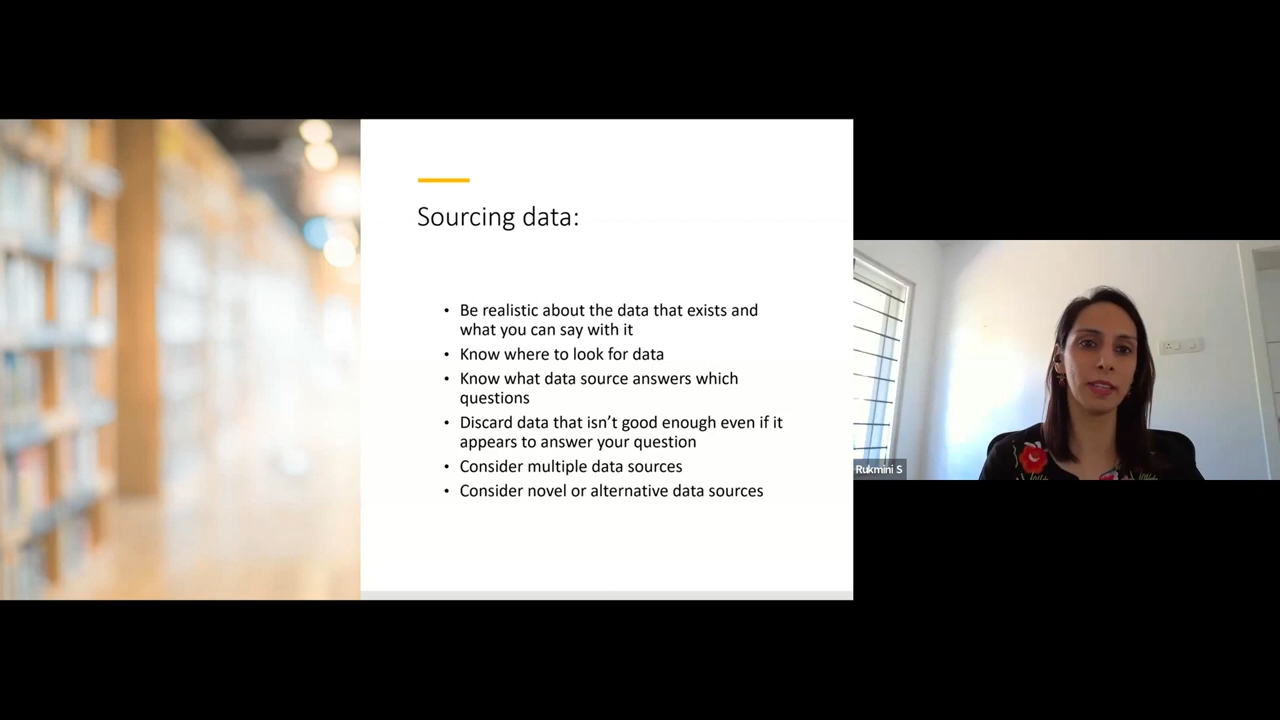 Sourcing data:
• Be realistic about the data that exists and
what you can say with it
• Know where to look for data
• Know what data source answers which
questions
• Discard data that isn’t good enough even if it
appears to answer your question
• Consider multiple data sources
• Consider novel or alternative data sources
Rukmini S